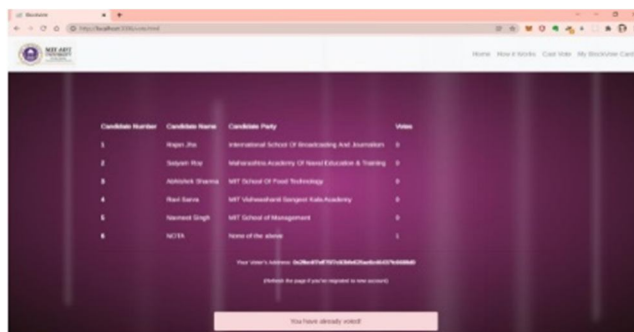 MIT ADT
UNIVERSITY
Home How it Works Cast Vote My BlockVote Card
Candidate Number Candidate Name Candidate Party Votes
1 Rajan Jha International School Of Broadcasting And Journalism 0
2 Satyam Roy Maharashtra Academy Of Naval Education & Training 0
3 Abhishek Sharma MIT School Of Food Technology 0
4 Ravi MIT Vishwashanti Sangeet Kala Academy 0
5 Navneet Singh MIT School of Management 0
6 NOTA None of the above 1
Your Voter's Address:
(Refresh the page if you've migrated to new account)
You have already voted!